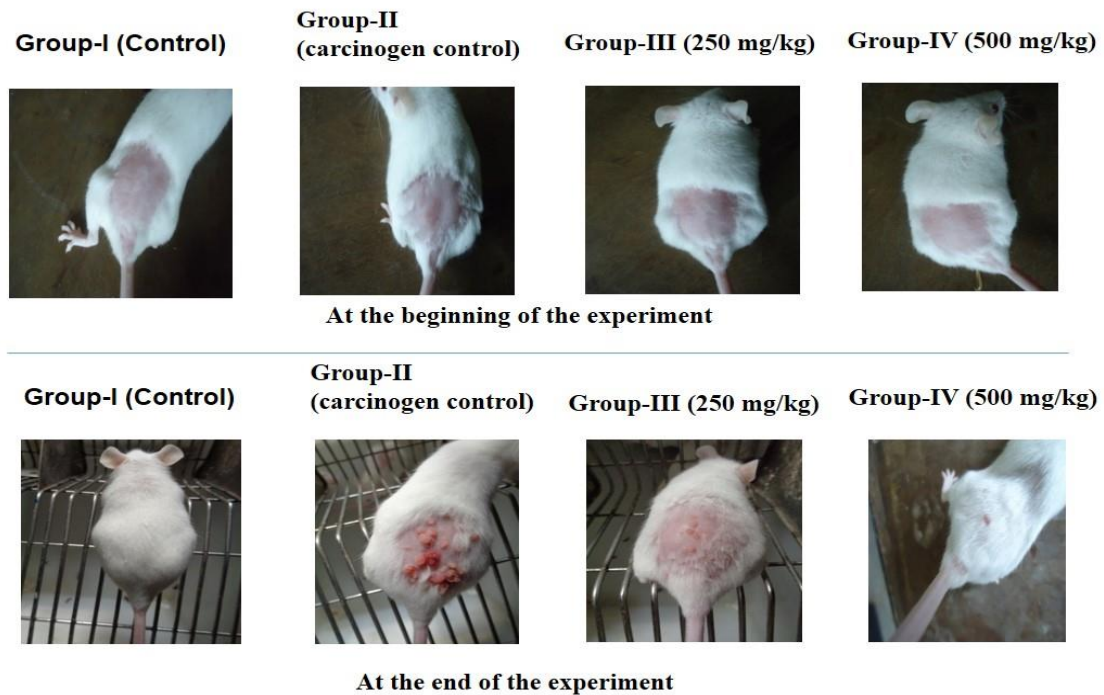 Group-I (Control)
Group-II
(carcinogen control)
Group-III (250 mg/kg)
Group-IV (500 mg/kg)
At the beginning of the experiment
Group-I (Control)
Group-II
(carcinogen control)
Group-III (250 mg/kg)
Group-IV (500 mg/kg)
At the end of the experiment